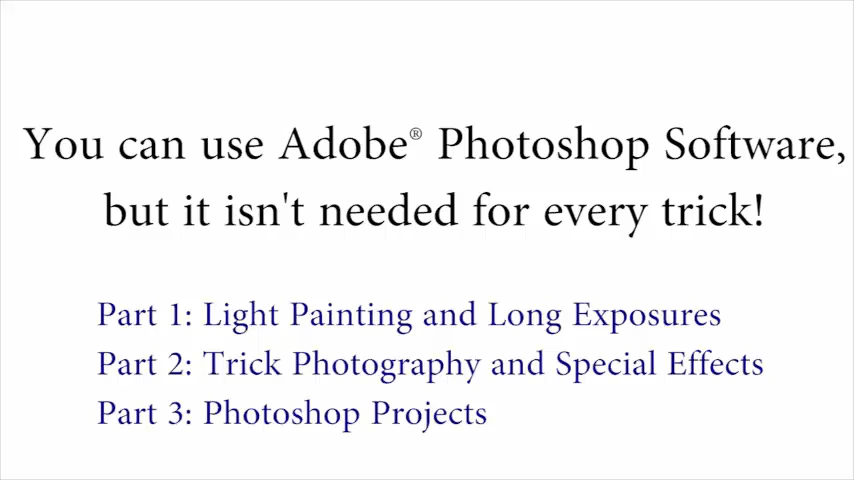 You can use Adobe® Photoshop Software,
but it isn't needed for every trick!
Part 1: Light Painting and Long Exposures
Part 2: Trick Photography and Special Effects
Part 3: Photoshop Projects